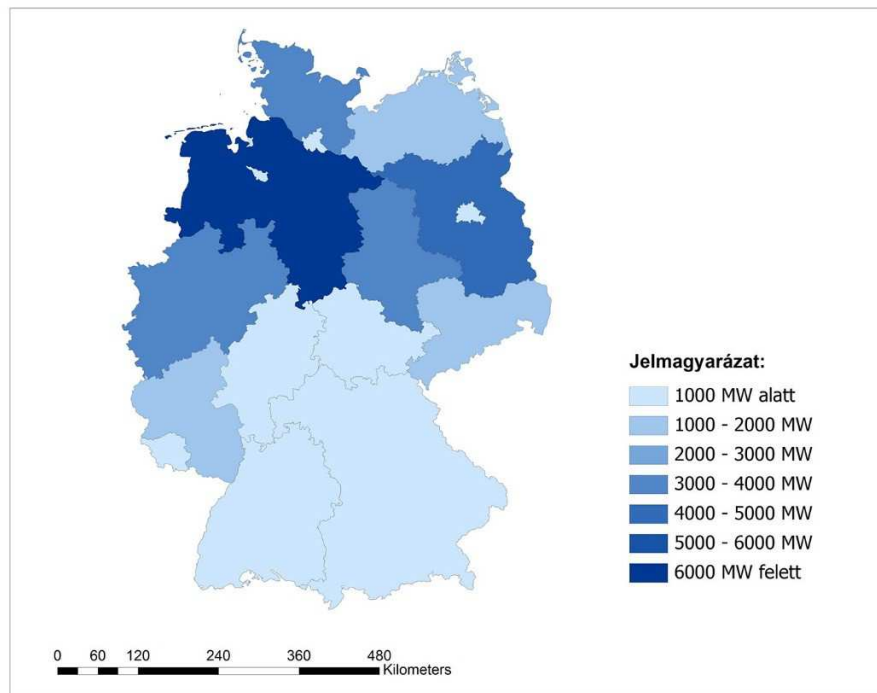 Jelmagyarázat:
1000 MW alatt
1000 - 2000 MW
2000 - 3000 MW
3000 - 4000 MW
4000 - 5000 MW
5000 - 6000 MW
6000 MW felett
0 60 120 240 360 480
Kilometers